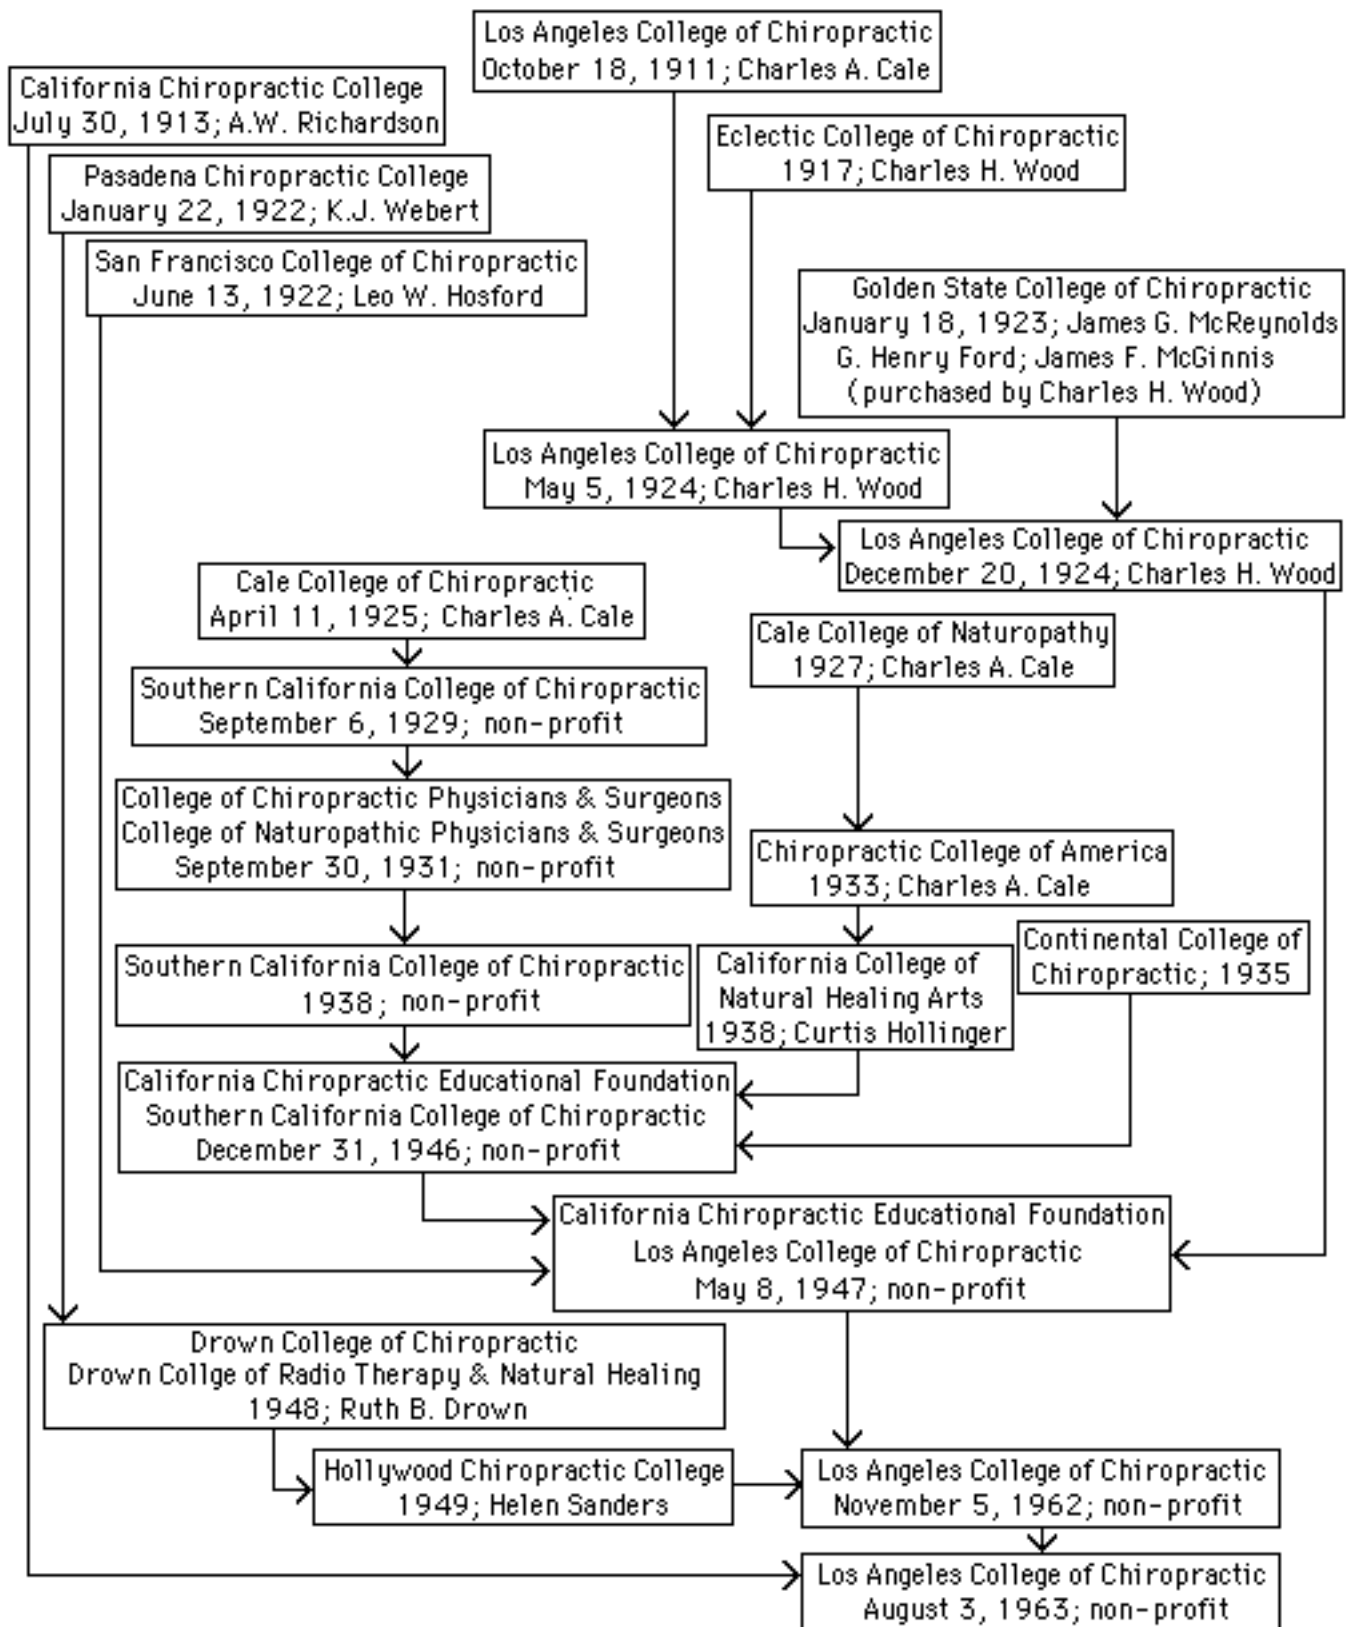 Los Angeles College of Chiropractic
October 18, 1911; Charles A. Cale
California Chiropractic College
July 30, 1913; A.W. Richardson
Eclectic College of Chiropractic
1917; Charles H. Wood
Pasadena Chiropractic College
January 22, 1922; K.J. Webert
San Francisco College of Chiropractic
June 13, 1922; Leo W. Hosford
Golden State College of Chiropractic
January 18, 1923; James G. McReynolds
G. Henry Ford; James F. McGinnis
(purchased by Charles H. Wood)
Los Angeles College of Chiropractic
May 5, 1924; Charles H. Wood
Los Angeles College of Chiropractic
December 20, 1924; Charles H. Wood
Cale College of Chiropractic
April 11, 1925; Charles A. Cale
Cale College of Naturopathy
1927; Charles A. Cale
Southern California College of Chiropractic
September 6, 1929; non-profit
College of Chiropractic Physicians & Surgeons
College of Naturopathic Physicians & Surgeons
September 30, 1931; non-profit
Chiropractic College of America
1933; Charles A. Cale
Continental College of
Chiropractic; 1935
Southern California College of Chiropractic
1938; non-profit
California College of
Natural Healing Arts
1938; Curtis Hollinger
California Chiropractic Educational Foundation
Southern California College of Chiropractic
December 31, 1946; non-profit
California Chiropractic Educational Foundation
Los Angeles College of Chiropractic
May 8, 1947; non-profit
Drown College of Chiropractic
Drown Collge of Radio Therapy & Natural Healing
1948; Ruth B. Drown
Hollywood Chiropractic College
1949; Helen Sanders
Los Angeles College of Chiropractic
November 5, 1962; non-profit
Los Angeles College of Chiropractic
August 3, 1963; non-profit